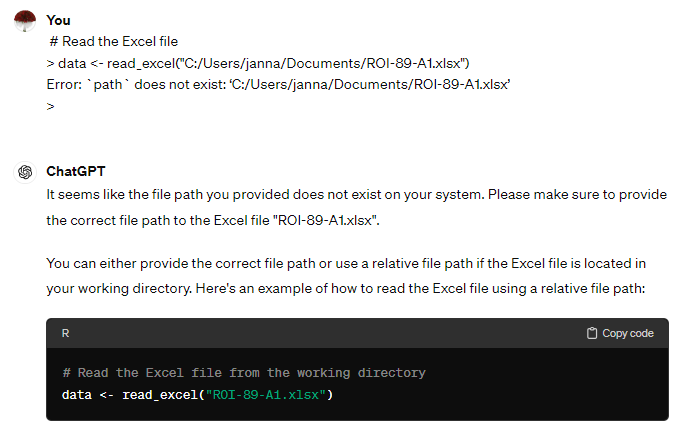 You
# Read the Excel file
> data <- read_excel("C:/Users/janna/Documents/ROI-89-A1.xlsx")
Error: `path` does not exist: ‘C:/Users/janna/Documents/ROI-89-A1.xlsx’
>
ChatGPT
It seems like the file path you provided does not exist on your system. Please make sure to provide
the correct file path to the Excel file "ROI-89-A1.xlsx".
You can either provide the correct file path or use a relative file path if the Excel file is located in
your working directory. Here's an example of how to read the Excel file using a relative file path:
R Copy code
# Read the Excel file from the working directory
data <- read_excel("ROI-89-A1.xlsx")